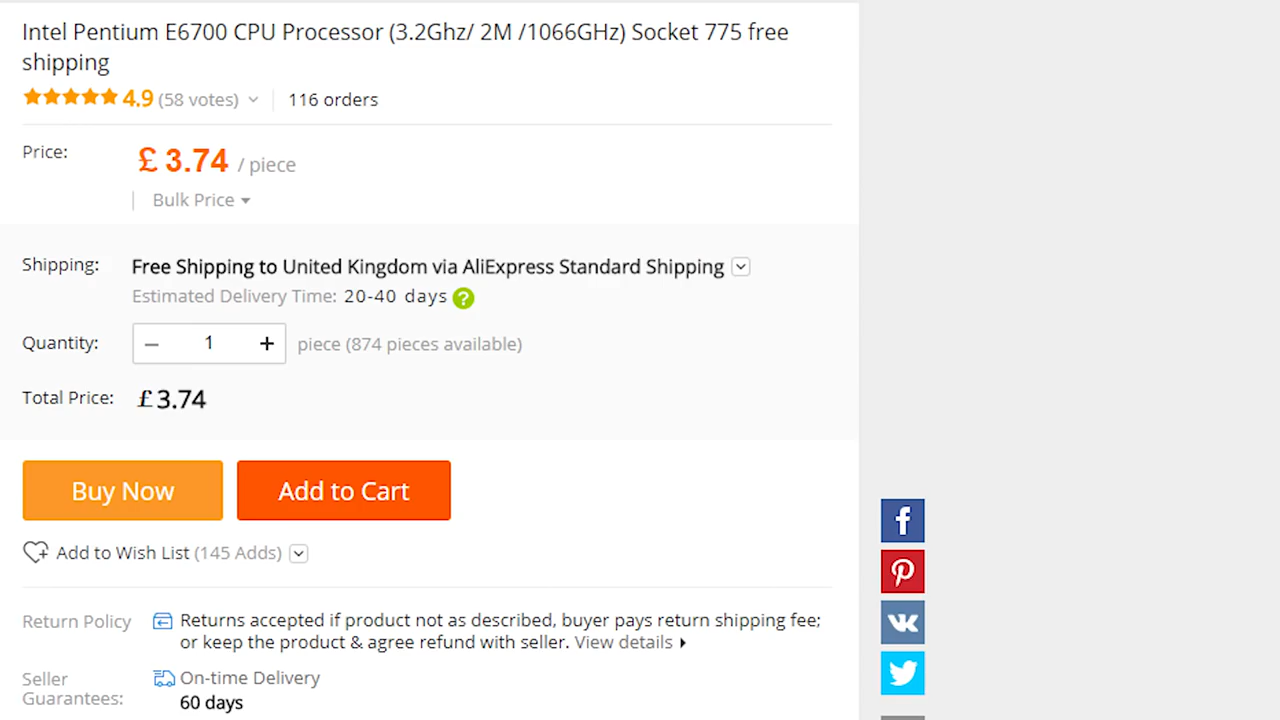 Intel Pentium E6700 CPU Processor (3.2Ghz/ 2M /1066GHz) Socket 775 free
shipping
4.9 (58 votes) 116 orders
Price: £ 3.74 / piece
Bulk Price
Shipping: Free Shipping to United Kingdom via AliExpress Standard Shipping
Estimated Delivery Time: 20-40 days ?
Quantity: − 1 + piece (874 pieces available)
Total Price: £3.74
Buy Now Add to Cart
Add to Wish List (145 Adds)
Return Policy Returns accepted if product not as described, buyer pays return shipping fee;
or keep the product & agree refund with seller. View details
Seller On-time Delivery
Guarantees: 60 days